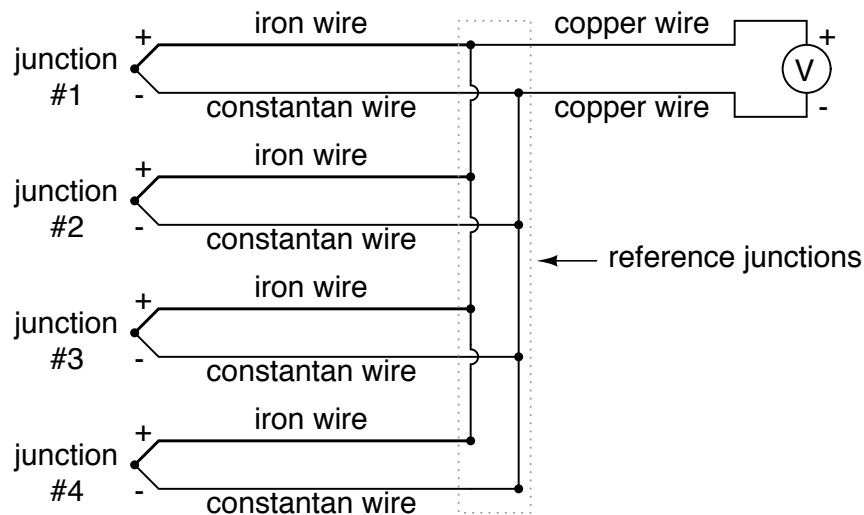 iron wire
copper wire
+
+
junction
#1
V
-
-
constantan wire
copper wire
iron wire
+
junction
#2
-
constantan wire
reference junctions
iron wire
+
junction
#3
-
constantan wire
iron wire
+
junction
#4
-
constantan wire